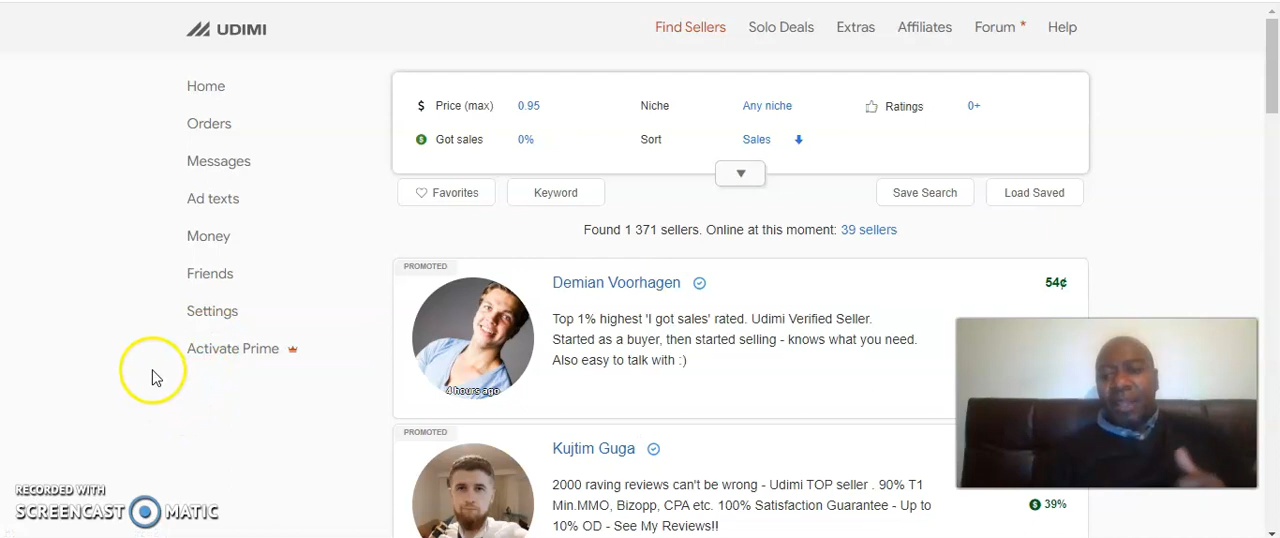 UDIMI
Find Sellers Solo Deals Extras Affiliates Forum * Help
Home
Orders
Messages
Ad texts
Money
Friends
Settings
Activate Prime
$ Price (max) 0.95 Niche Any niche Ratings 0+
$ Got sales 0% Sort Sales
Favorites Keyword Save Search Load Saved
Found 1 371 sellers. Online at this moment: 39 sellers
PROMOTED
Demian Voorhagen 54¢
Top 1% highest 'I got sales' rated. Udimi Verified Seller.
Started as a buyer, then started selling - knows what you need.
Also easy to talk with :)
4 hours ago
PROMOTED
Kujtim Guga
2000 raving reviews can't be wrong - Udimi TOP seller . 90% T1
Min.MMO, Bizopp, CPA etc. 100% Satisfaction Guarantee - Up to
10% OD - See My Reviews!!
$ 39%
RECORDED WITH
SCREENCAST MATIC